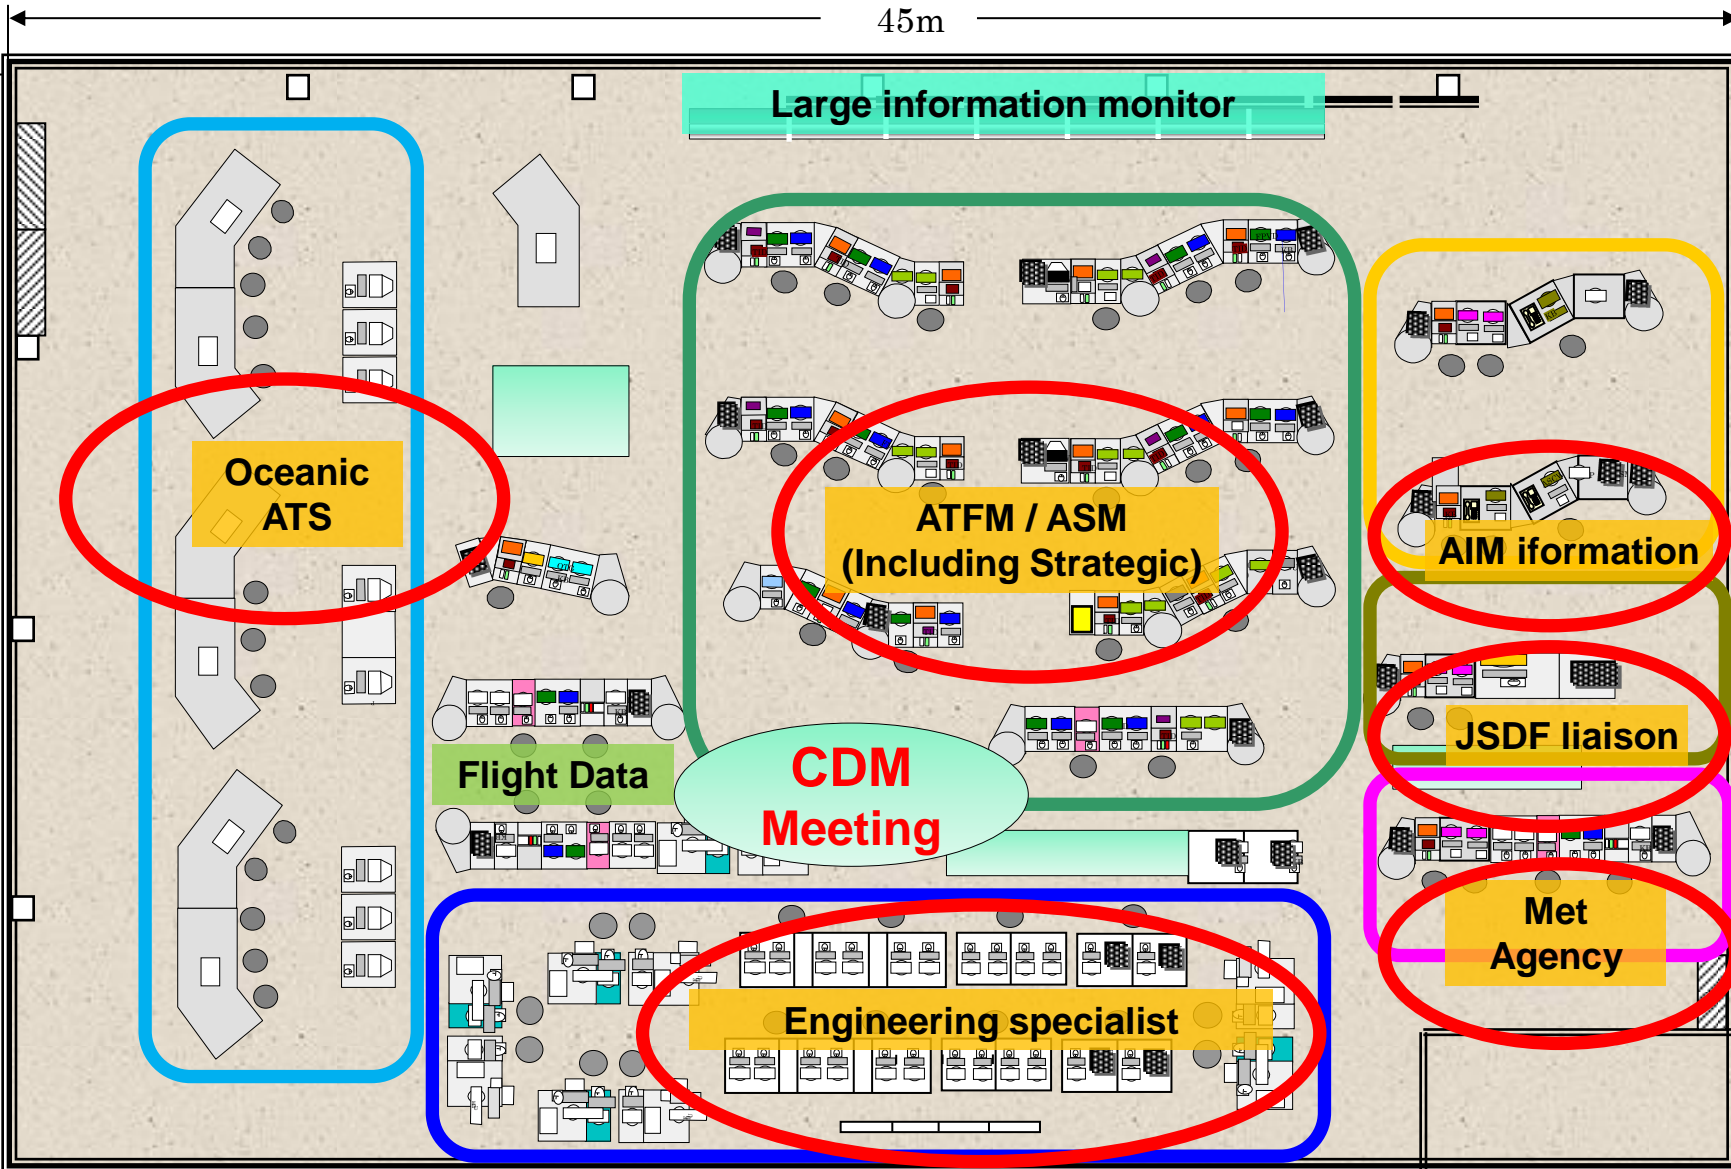 45m
Large information monitor
Oceanic
ATS
ATFM / ASM
(Including Strategic)
AIM iformation
JSDF liaison
Flight Data
CDM
Meeting
Met
Agency
Engineering specialist